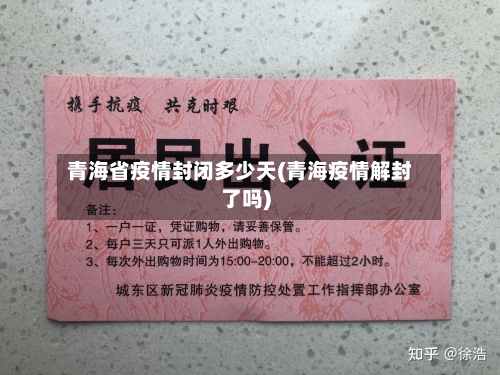 携手抗疫 共克时艰
居民出入证
青海省疫情封闭多少天(青海疫情解封
了吗)
备注:
1、一户一证，凭证购物，请妥善保管。
2、每户三天只可派1人外出购物。
3、每次外出购物时间为15:00-20:00，不能超过2小时。
城东区新冠肺炎疫情防控处置工作指挥部办公室
知乎 @徐浩